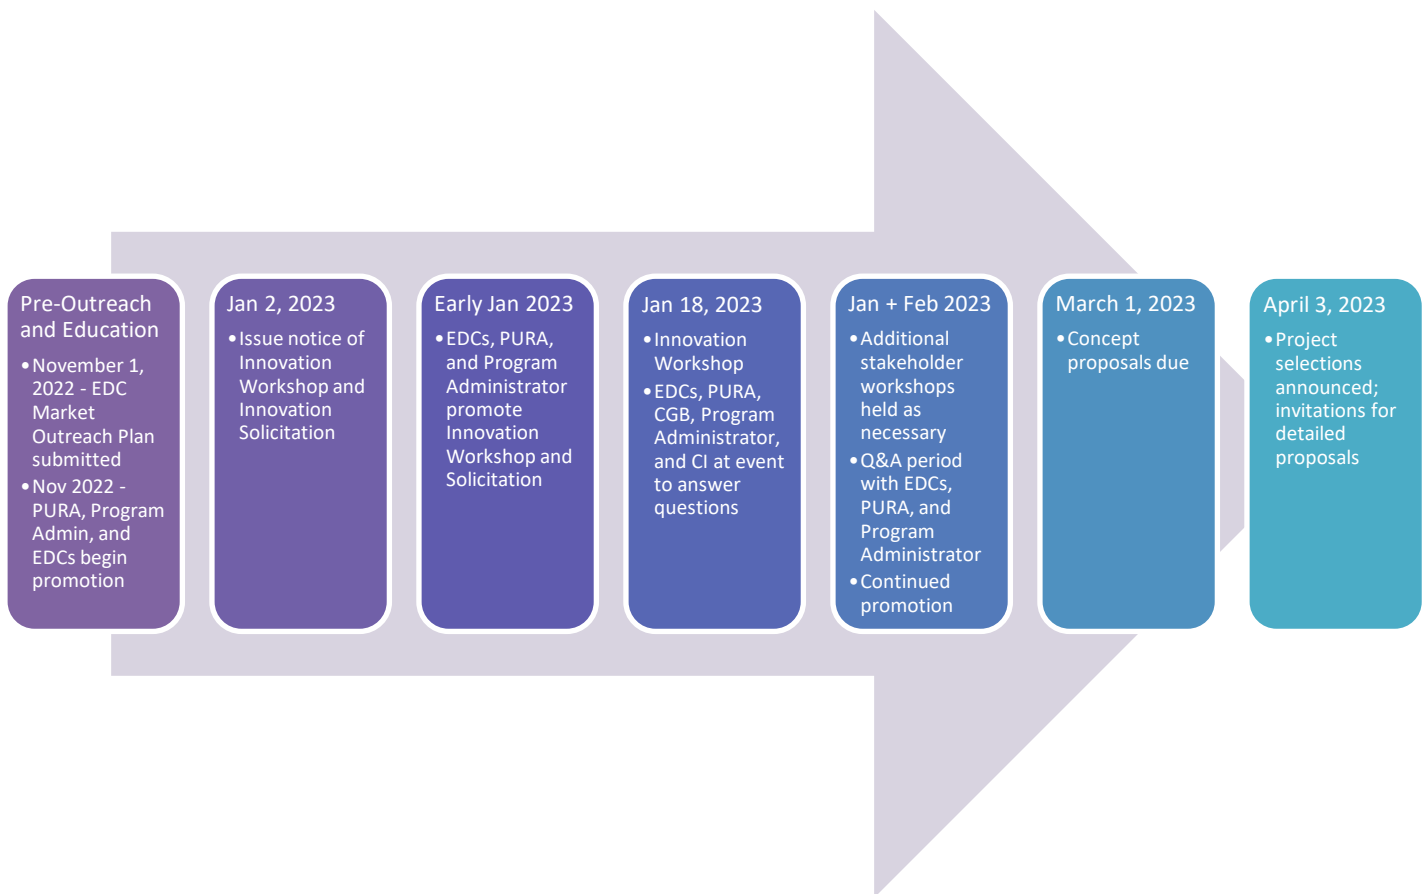 Pre-Outreach
and Education
•November 1,
2022 - EDC
Market
Outreach Plan
submitted
•Nov 2022 -
PURA, Program
Admin, and
EDCs begin
promotion
Jan 2, 2023
•Issue notice of
Innovation
Workshop and
Innovation
Solicitation
Early Jan 2023
•EDCs, PURA,
and Program
Administrator
promote
Innovation
Workshop and
Solicitation
Jan 18, 2023
•Innovation
Workshop
•EDCs, PURA,
CGB, Program
Administrator,
and CI at event
to answer
questions
Jan + Feb 2023
•Additional
stakeholder
workshops
held as
necessary
•Q&A period
with EDCs,
PURA, and
Program
Administrator
•Continued
promotion
March 1, 2023
•Concept
proposals due
April 3, 2023
•Project
selections
announced;
invitations for
detailed
proposals